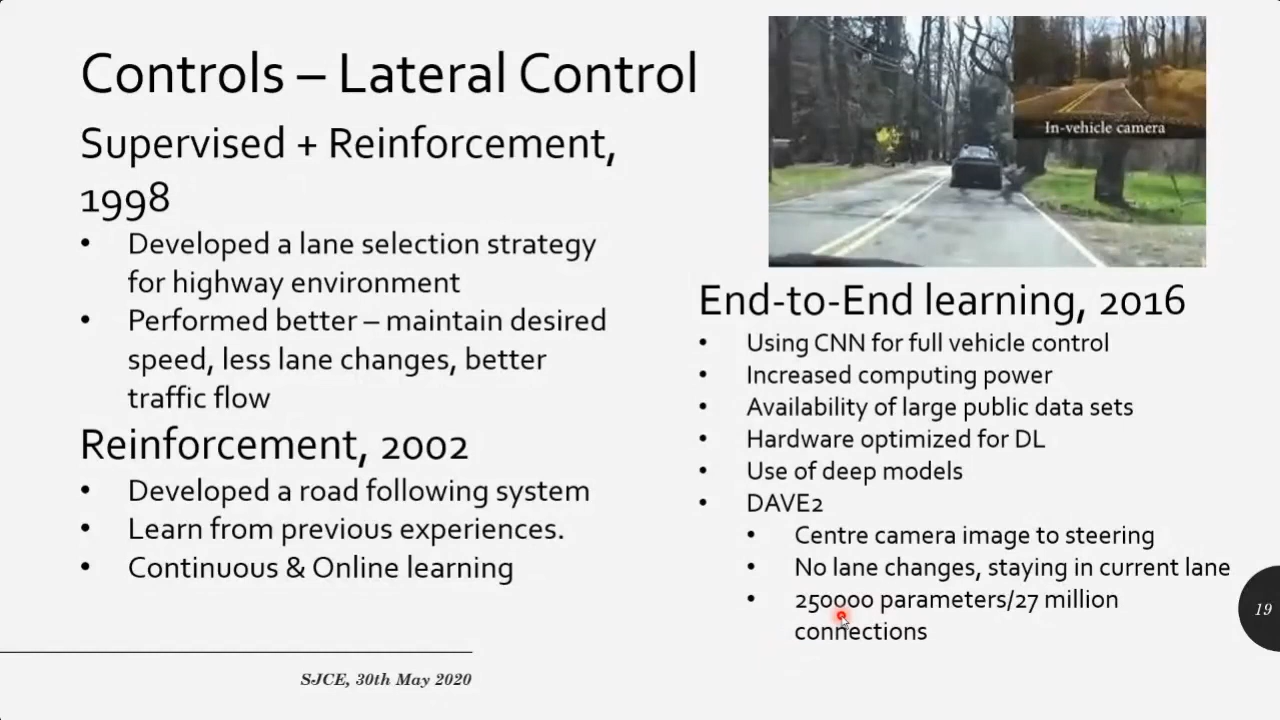 Controls – Lateral Control
Supervised + Reinforcement,
1998
• Developed a lane selection strategy
for highway environment
• Performed better – maintain desired
speed, less lane changes, better
traffic flow
Reinforcement, 2002
• Developed a road following system
• Learn from previous experiences.
• Continuous & Online learning
In-vehicle camera
End-to-End learning, 2016
• Using CNN for full vehicle control
• Increased computing power
• Availability of large public data sets
• Hardware optimized for DL
• Use of deep models
• DAVE2
• Centre camera image to steering
• No lane changes, staying in current lane
• 250000 parameters/27 million
connections
19
SJCE, 30th May 2020